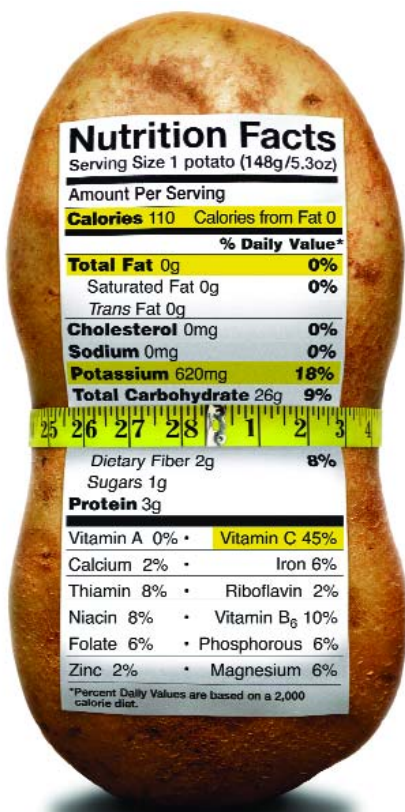 Nutrition Facts
Serving Size 1 potato (148g/5.3oz)
Amount Per Serving
Calories 110 Calories from Fat 0
% Daily Value*
Total Fat 0g 0%
Saturated Fat 0g 0%
Trans Fat 0g
Cholesterol 0mg 0%
Sodium 0mg 0%
Potassium 620mg 18%
Total Carbohydrate 26g 9%
25 26 27 28 1 2 3 4
Dietary Fiber 2g 8%
Sugars 1g
Protein 3g
Vitamin A 0% • Vitamin C 45%
Calcium 2% • Iron 6%
Thiamin 8% • Riboflavin 2%
Niacin 8% • Vitamin B6 10%
Folate 6% • Phosphorous 6%
Zinc 2% • Magnesium 6%
*Percent Daily Values are based on a 2,000
calorie diet.